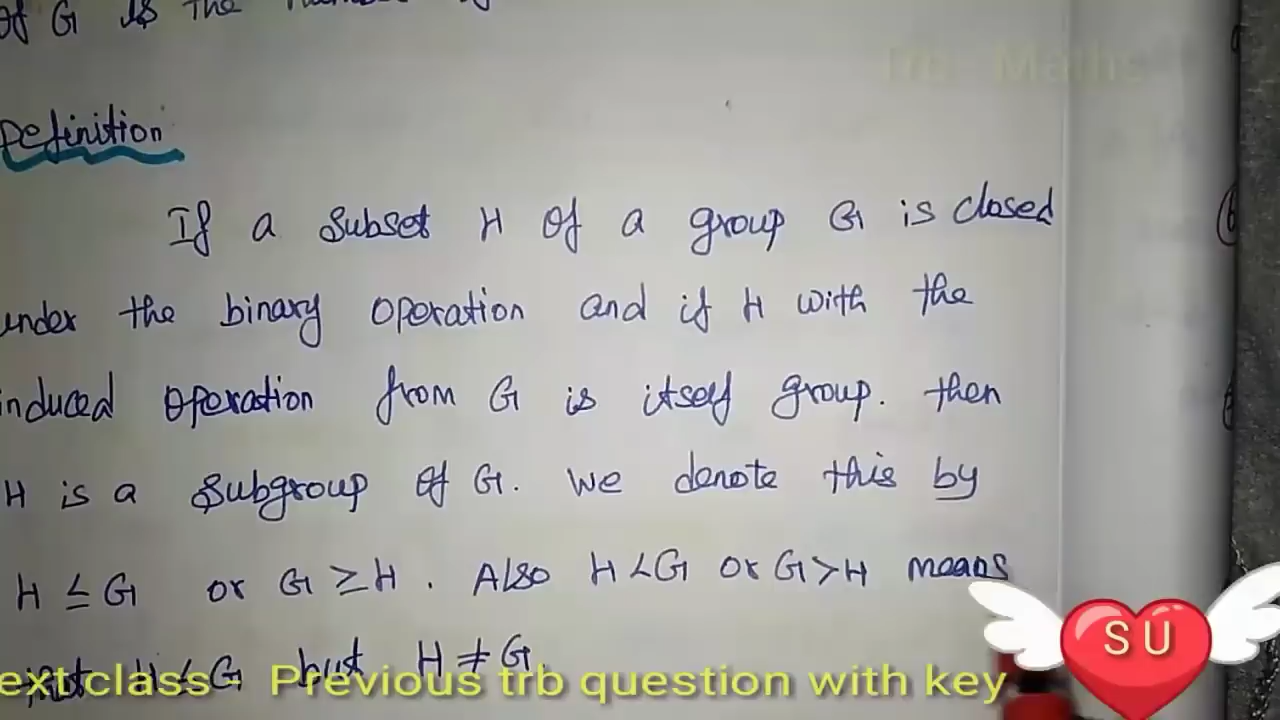 of G is the
Trb Maths
Definition
If a subset H of a group G is closed
under the binary operation and if H with the
induced operation from G is itself group. then
H is a subgroup of G. We denote this by
H ≤ G or G ≥ H. Also H < G or G > H means
H ≤ G but H ≠ G.
ext class - Previous trb question with key
SU